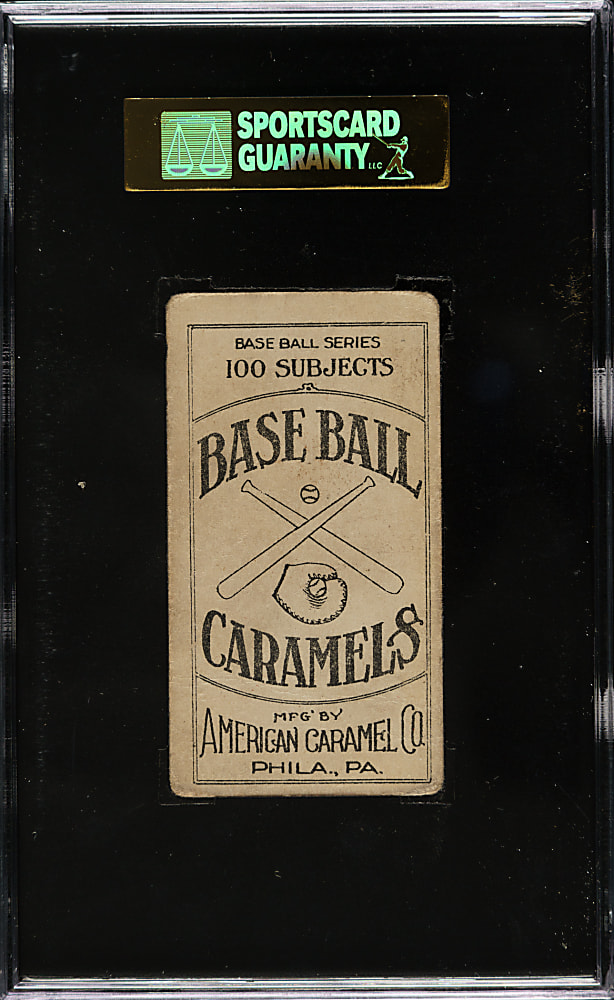 SPORTSCARD
GUARANTY LLC
BASE BALL SERIES
100 SUBJECTS
BASE BALL
CARAMELS
MFG' BY
AMERICAN CARAMEL CO.
PHILA., PA.